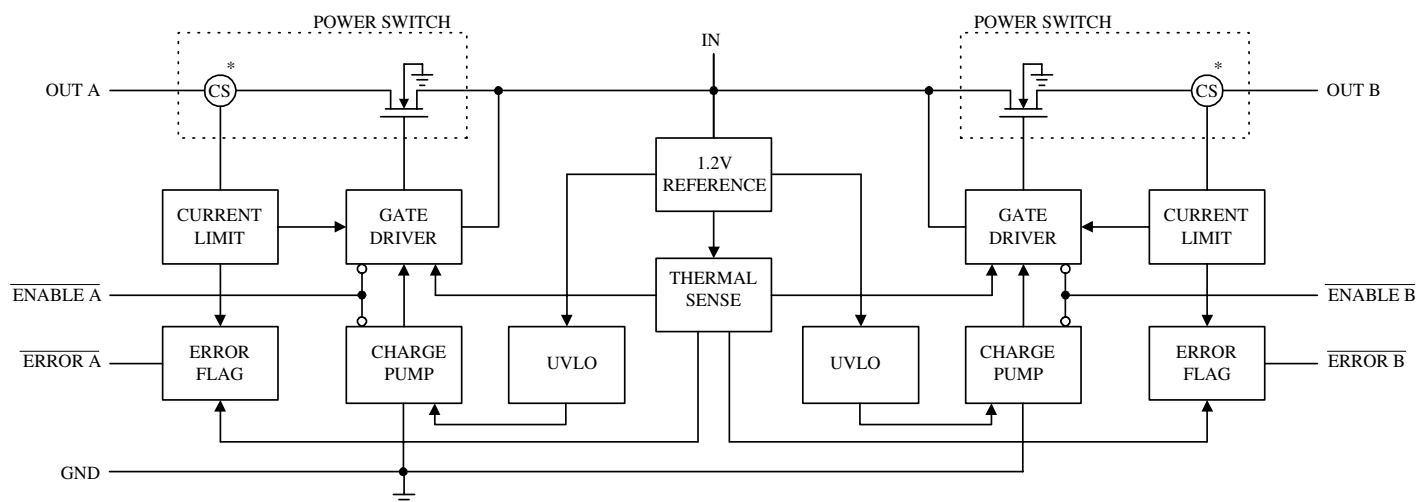 POWER SWITCH
POWER SWITCH
IN
*
*
OUT A
CS
CS
OUT B
1.2V
REFERENCE
CURRENT
LIMIT
GATE
DRIVER
GATE
DRIVER
CURRENT
LIMIT
THERMAL
SENSE
ENABLE A
ENABLE B
ERROR A
ERROR
FLAG
CHARGE
PUMP
UVLO
UVLO
CHARGE
PUMP
ERROR
FLAG
ERROR B
GND